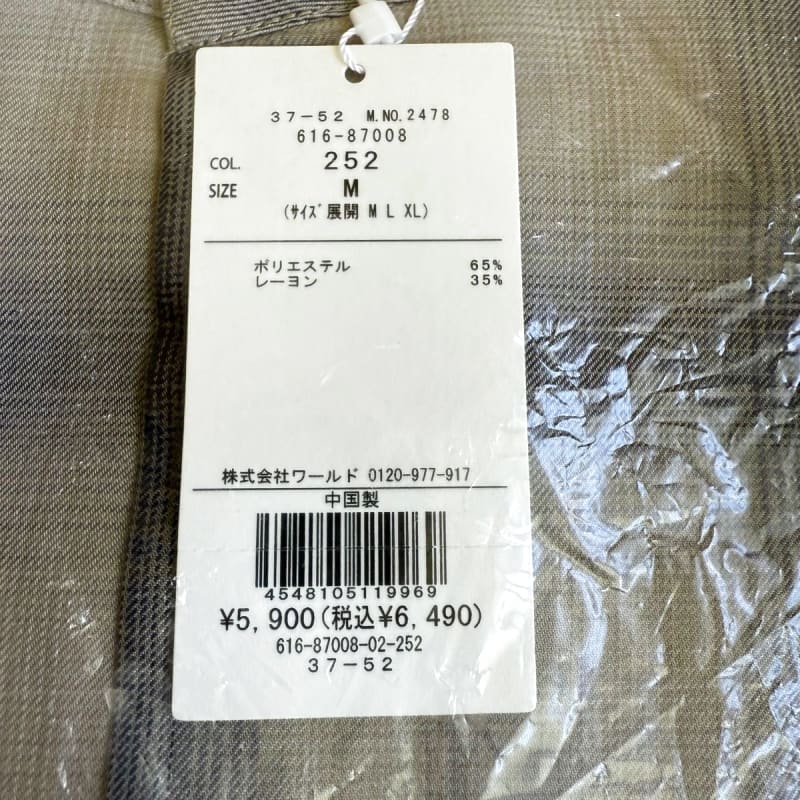 37-52 M.NO.2478
616-87008
COL. 252
SIZE M
(サイズ展開 M L XL)
ポリエステル 65%
レーヨン 35%
株式会社ワールド 0120-977-917
中国製
4548105119969
¥5,900(税込¥6,490)
616-87008-02-252
37-52